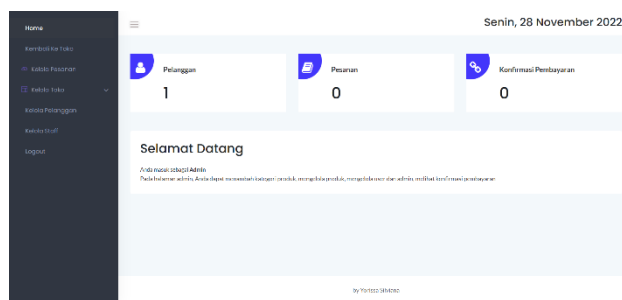 Home
Senin, 28 November 2022
Kembali Ke Toko
Kelola Pesanan
Kelola Toko
Kelola Pelanggan
Kelola Staff
Logout
Pelanggan
1
Pesanan
0
Konfirmasi Pembayaran
0
Selamat Datang
Anda masuk sebagai Admin
Pada halaman admin, Anda dapat menambah kategori produk, mengelola produk, mengelola user dan admin, melihat konfirmasi pembayaran
by